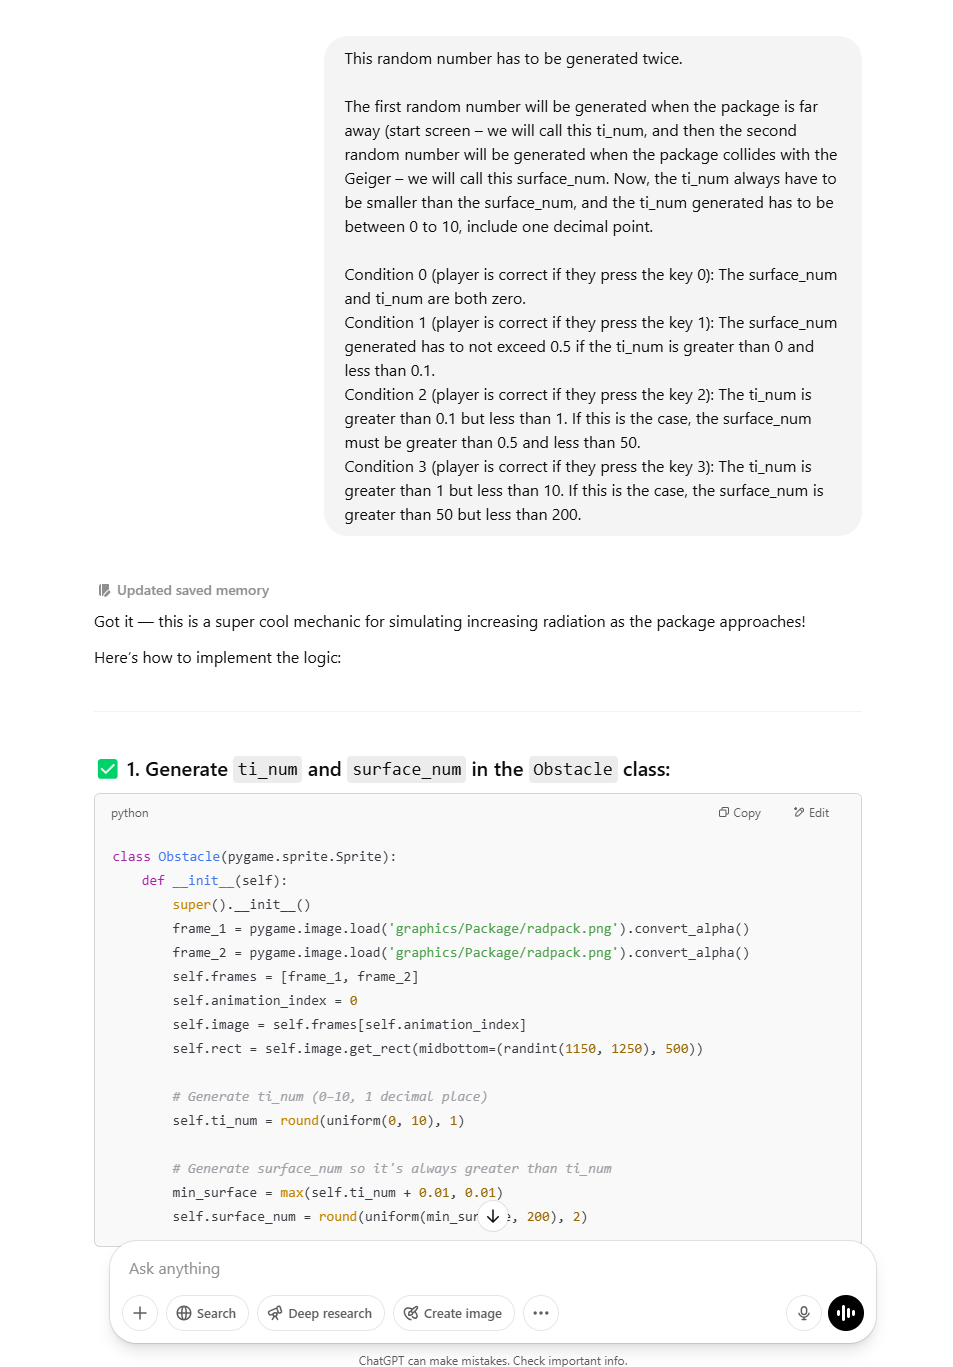 This random number has to be generated twice.
The first random number will be generated when the package is far
away (start screen – we will call this ti_num, and then the second
random number will be generated when the package collides with the
Geiger – we will call this surface_num. Now, the ti_num always have to
be smaller than the surface_num, and the ti_num generated has to be
between 0 to 10, include one decimal point.
Condition 0 (player is correct if they press the key 0): The surface_num
and ti_num are both zero.
Condition 1 (player is correct if they press the key 1): The surface_num
generated has to not exceed 0.5 if the ti_num is greater than 0 and
less than 0.1.
Condition 2 (player is correct if they press the key 2): The ti_num is
greater than 0.1 but less than 1. If this is the case, the surface_num
must be greater than 0.5 and less than 50.
Condition 3 (player is correct if they press the key 3): The ti_num is
greater than 1 but less than 10. If this is the case, the surface_num is
greater than 50 but less than 200.
Updated saved memory
Got it — this is a super cool mechanic for simulating increasing radiation as the package approaches!
Here's how to implement the logic:
✅ 1. Generate ti_num and surface_num in the Obstacle class:
python Copy Edit
class Obstacle(pygame.sprite.Sprite):
    def __init__(self):
        super().__init__()
        frame_1 = pygame.image.load('graphics/Package/radpack.png').convert_alpha()
        frame_2 = pygame.image.load('graphics/Package/radpack.png').convert_alpha()
        self.frames = [frame_1, frame_2]
        self.animation_index = 0
        self.image = self.frames[self.animation_index]
        self.rect = self.image.get_rect(midbottom=(randint(1150, 1250), 500))
        # Generate ti_num (0–10, 1 decimal place)
        self.ti_num = round(uniform(0, 10), 1)
        # Generate surface_num so it's always greater than ti_num
        min_surface = max(self.ti_num + 0.01, 0.01)
        self.surface_num = round(uniform(min_sur e, 200), 2)
Ask anything
Search Deep research Create image
ChatGPT can make mistakes. Check important info.